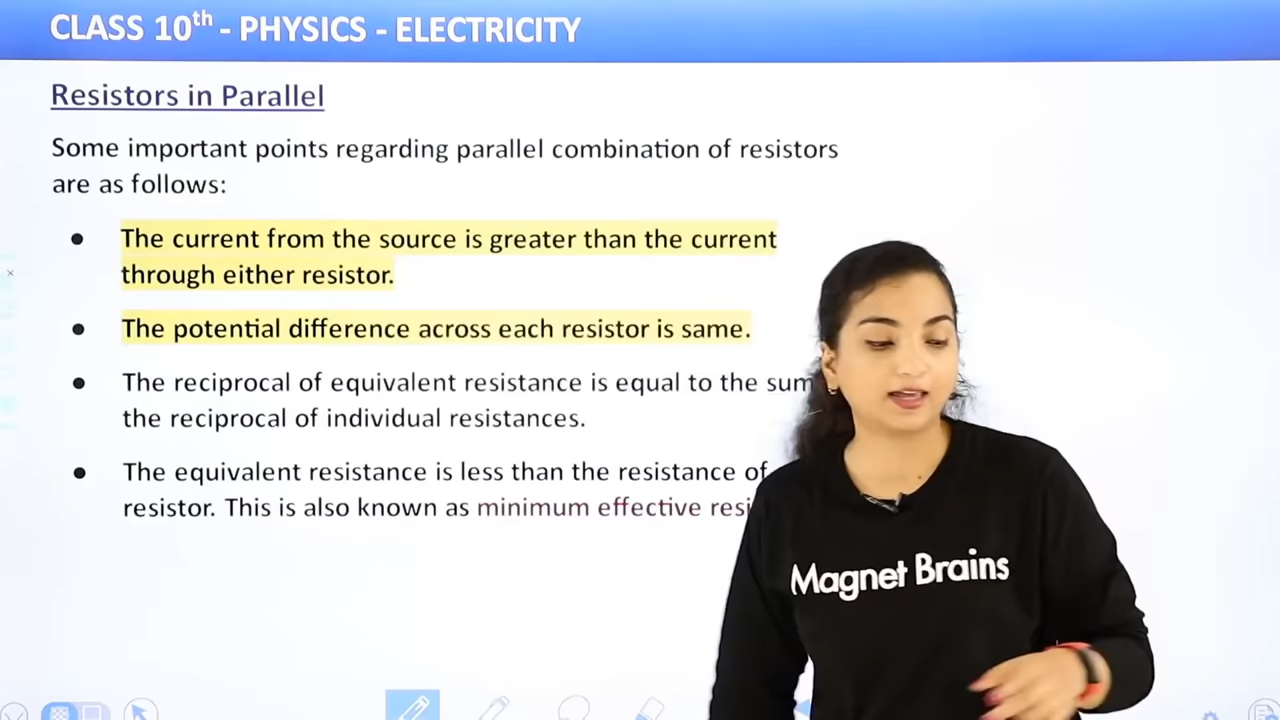 CLASS 10th - PHYSICS - ELECTRICITY
Resistors in Parallel
Some important points regarding parallel combination of resistors
are as follows:
● The current from the source is greater than the current
through either resistor.
● The potential difference across each resistor is same.
● The reciprocal of equivalent resistance is equal to the sum
the reciprocal of individual resistances.
● The equivalent resistance is less than the resistance of
resistor. This is also known as minimum effective
Magnet Brains